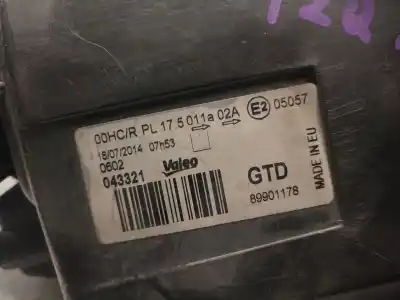 00HC/R PL 17.5 011a 02A E2 05057
18/07/2014 07h53
0602 Valeo
043321 GTD
89901178
MADE IN EU